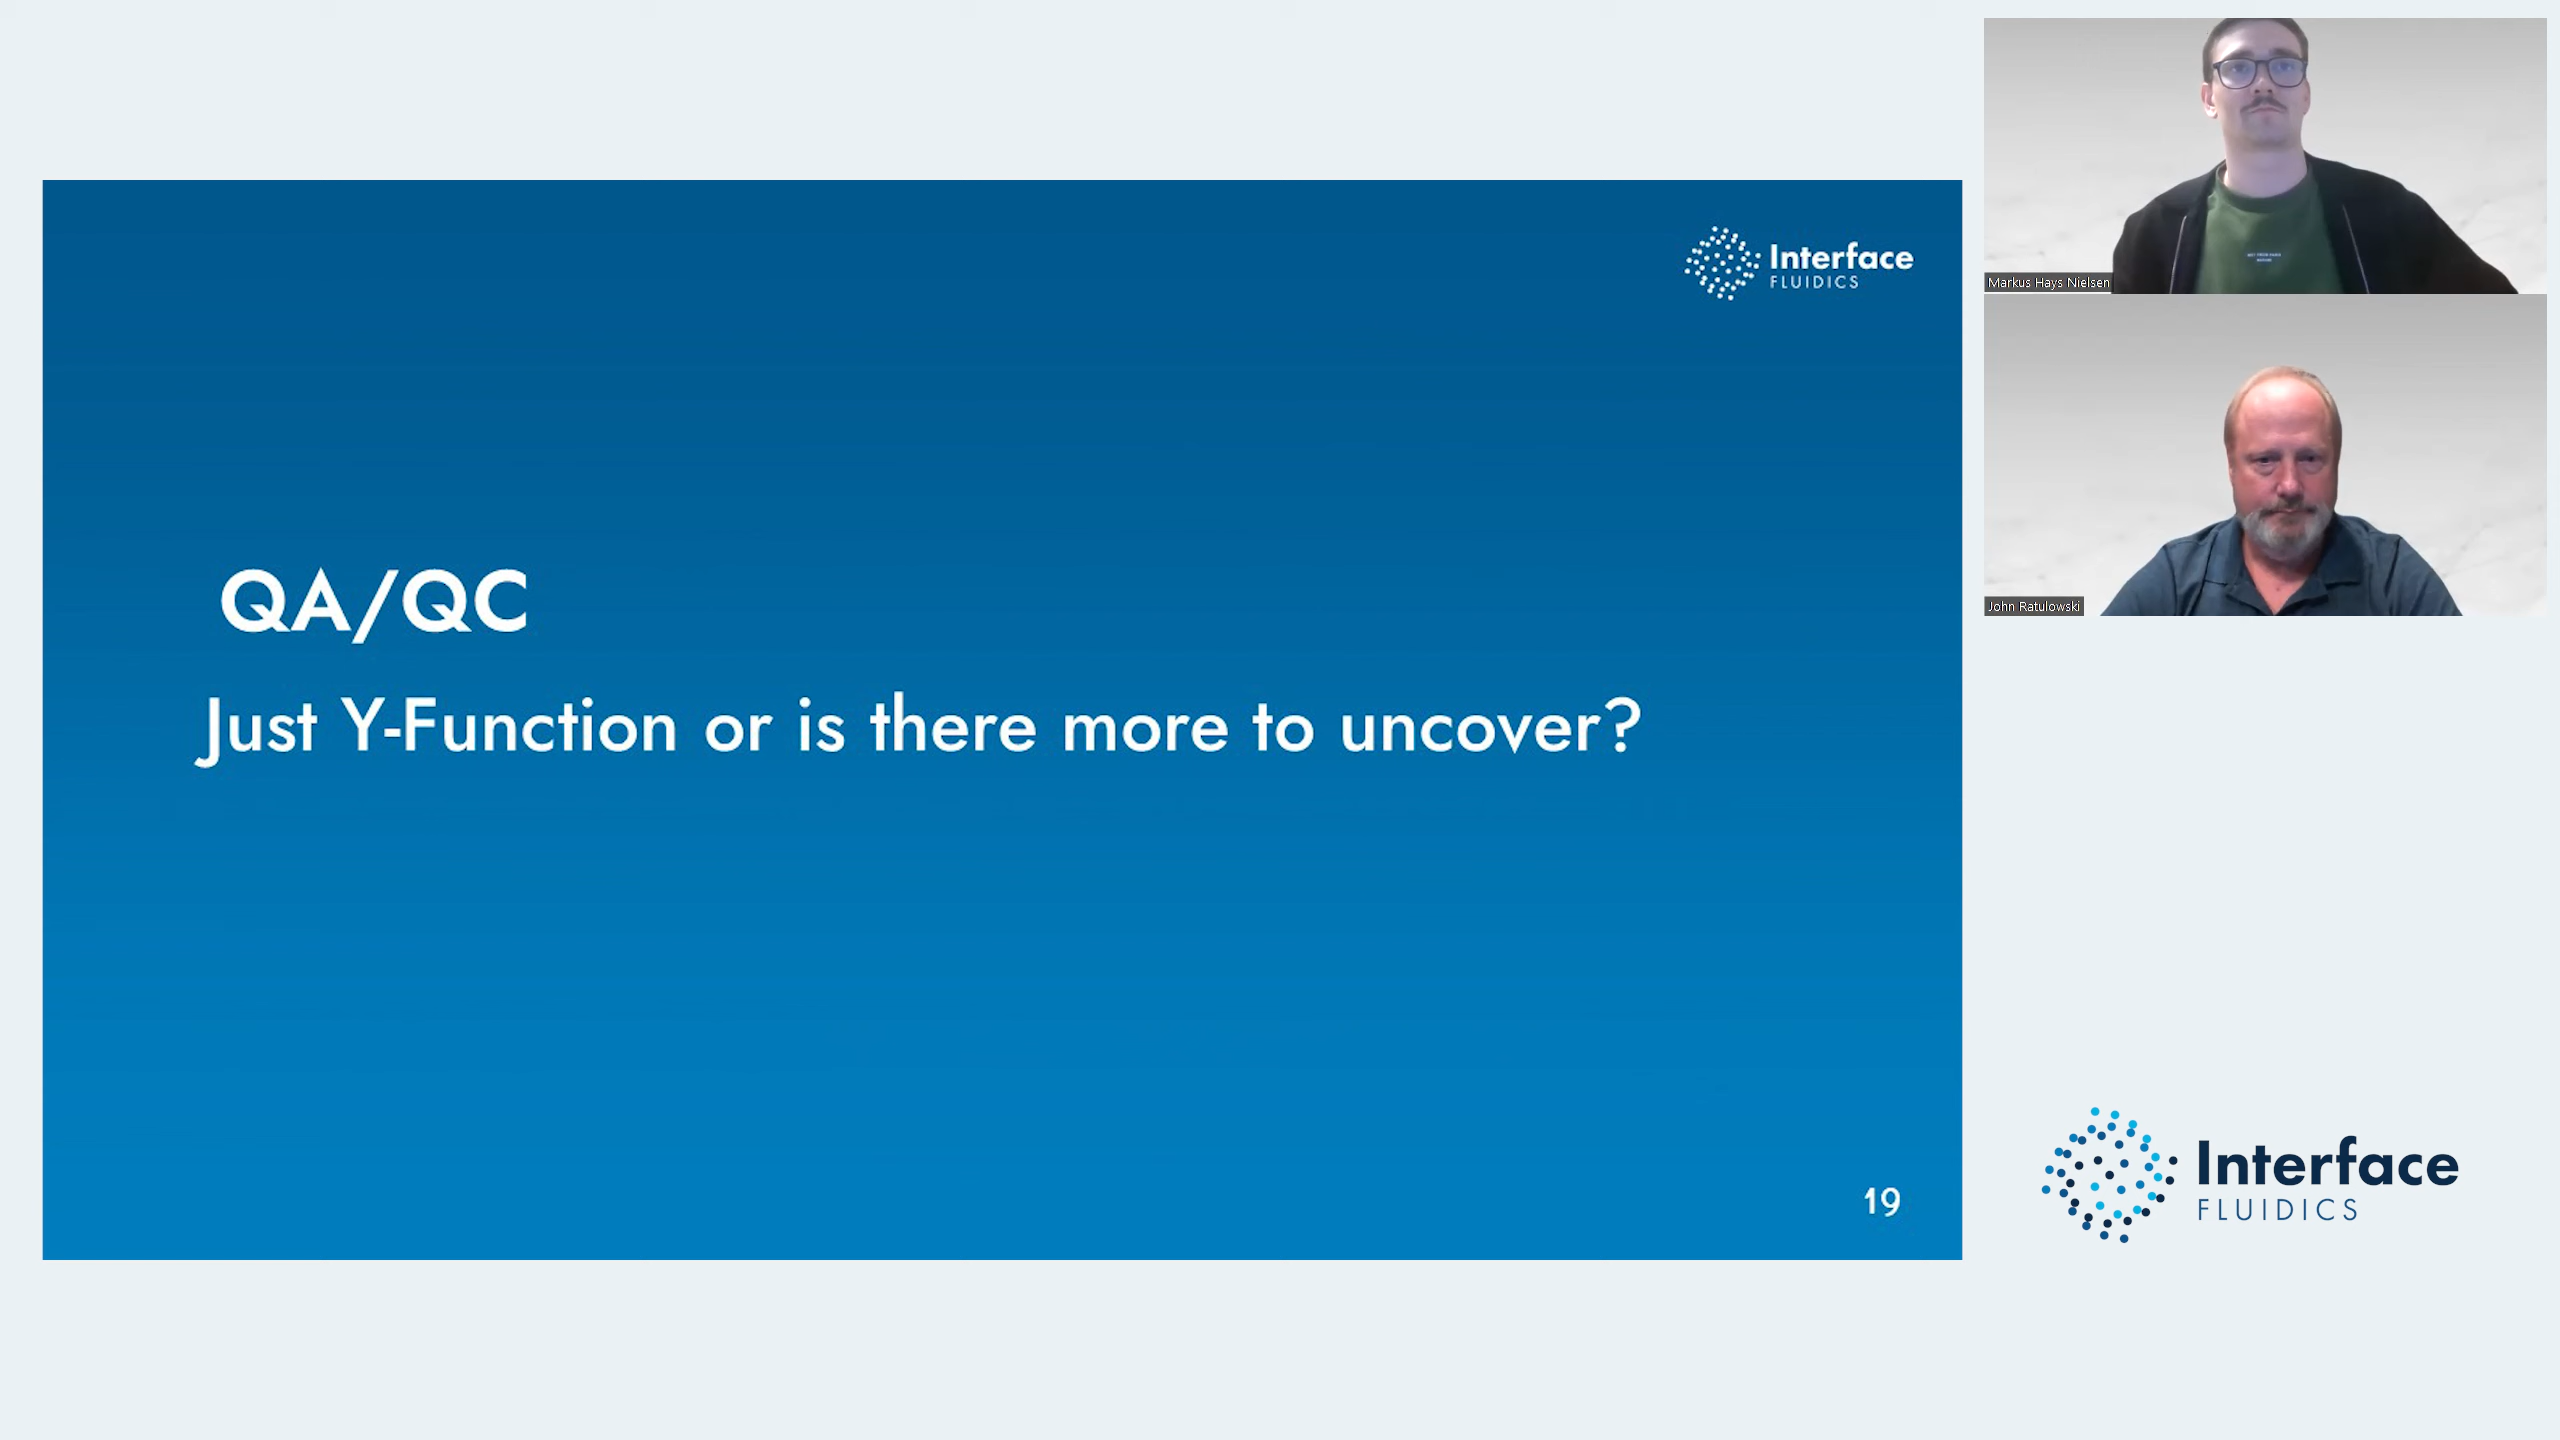 Interface
FLUIDICS
QA/QC
Just Y-Function or is there more to uncover?
19
Markus Hays Nielsen
John Ratulowski
Interface
FLUIDICS